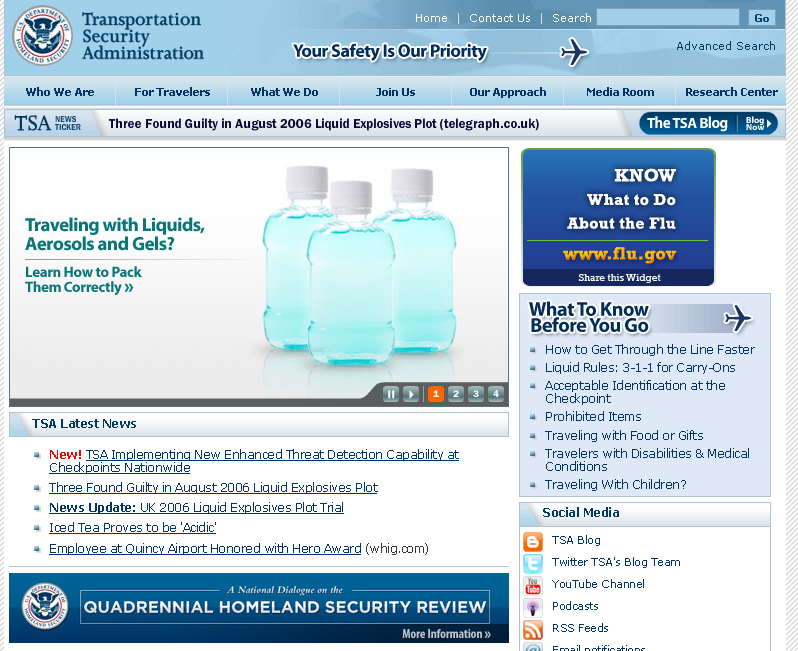 Transportation
Security
Administration
Home | Contact Us | Search
Go
Advanced Search
Your Safety Is Our Priority
Who We Are
For Travelers
What We Do
Join Us
Our Approach
Media Room
Research Center
TSA NEWS TICKER
Three Found Guilty in August 2006 Liquid Explosives Plot (telegraph.co.uk)
The TSA Blog
Blog Now
Traveling with Liquids,
Aerosols and Gels?
Learn How to Pack
Them Correctly »
1 2 3 4
KNOW
What to Do
About the Flu
www.flu.gov
Share this Widget
What To Know
Before You Go
How to Get Through the Line Faster
Liquid Rules: 3-1-1 for Carry-Ons
Acceptable Identification at the
Checkpoint
Prohibited Items
Traveling with Food or Gifts
Travelers with Disabilities & Medical
Conditions
Traveling With Children?
TSA Latest News
New! TSA Implementing New Enhanced Threat Detection Capability at
Checkpoints Nationwide
Three Found Guilty in August 2006 Liquid Explosives Plot
News Update: UK 2006 Liquid Explosives Plot Trial
Iced Tea Proves to be 'Acidic'
Employee at Quincy Airport Honored with Hero Award (whig.com)
A National Dialogue on the
QUADRENNIAL HOMELAND SECURITY REVIEW
More Information »
Social Media
TSA Blog
Twitter TSA's Blog Team
You Tube
YouTube Channel
Podcasts
RSS Feeds
Email notifications